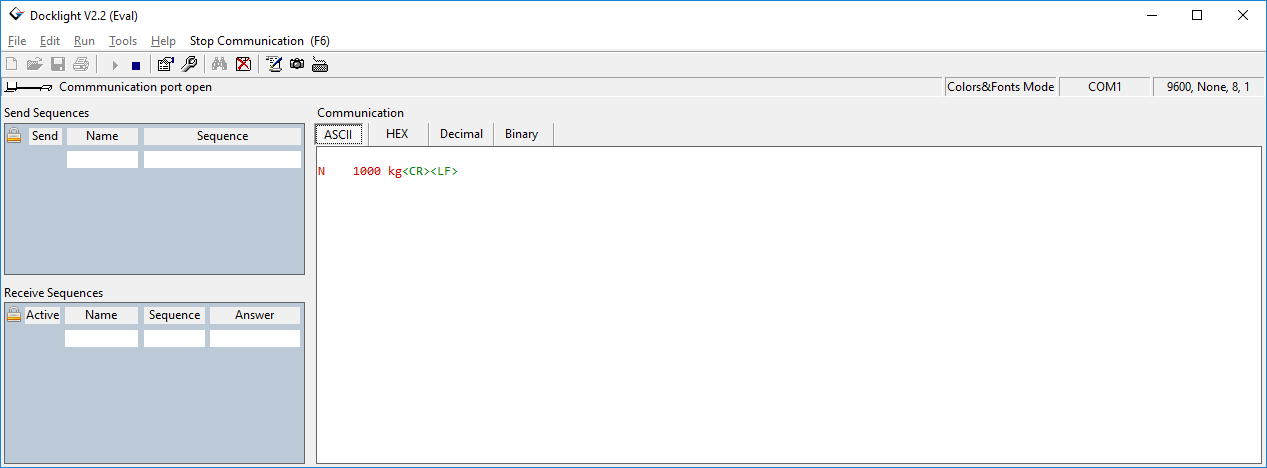 Docklight V2.2 (Eval)
File Edit Run Tools Help Stop Communication (F6)
Commmunication port open Colors&Fonts Mode COM1 9600, None, 8, 1
Send Sequences
Send Name Sequence
Receive Sequences
Active Name Sequence Answer
Communication
ASCII HEX Decimal Binary
N    1000 kg<CR><LF>